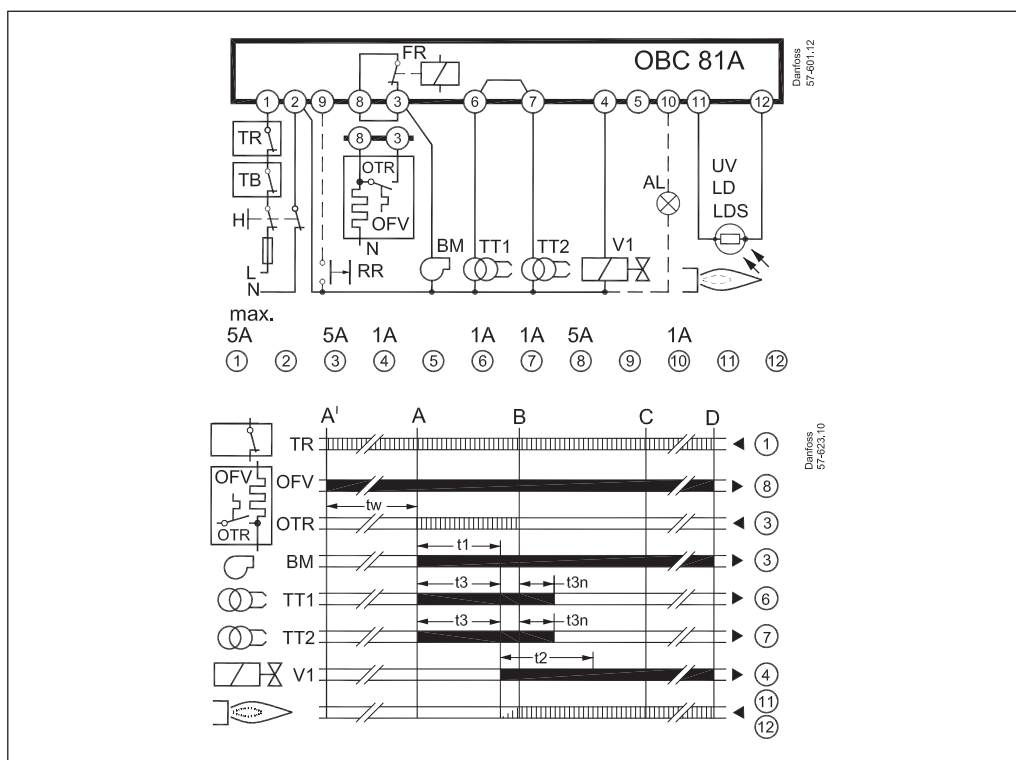 FR
OBC 81A
Danfoss
57-601.12
1 2 9 8 3 6 7 4 5 10 11 12
TR
8 3
OTR
UV
TB
AL
LD
OFV
LDS
H
N
BM TT1 TT2 V1
L
RR
N
max.
5A 5A 1A 1A 1A 5A 1A
1 2 3 4 5 6 7 8 9 10 11 12
A' A B C D
TR 1
Danfoss
57-623.10
OFV OFV 8
tw
OTR OTR 3
t1
BM 3
t3 t3n
TT1 6
t3 t3n
TT2 7
t2
V1 4
11
12